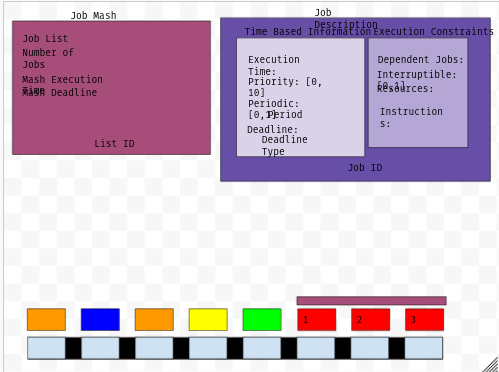 Job Mash
Job List
Number of
Jobs
Mash Execution
Time
Mash Deadline
List ID
Job
Description
Time Based Information
Execution
Time:
Priority: [0,
10]
Periodic:
[0,1]
Period
Deadline:
Deadline
Type
Execution Constraints
Dependent Jobs:
Interruptible:
[0,1]
Resources:
Instruction
s:
Job ID
1
2
3